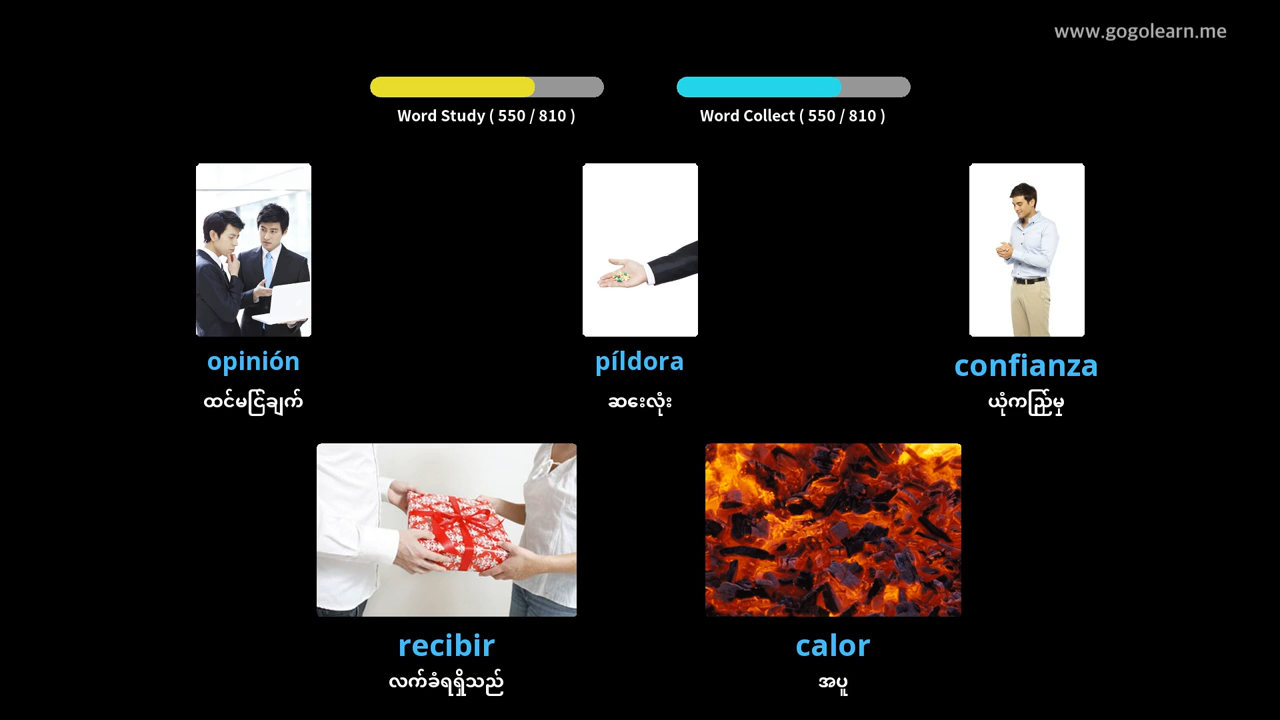 www.gogolearn.me
Word Study ( 550 / 810 )
Word Collect ( 550 / 810 )
opinión
píldora
confianza
ထင်မငြ်ချက်
ဆးေလုံး
ယုံကည်ြမှ
recibir
calor
လက်ခံရရှိသည်
အပူ